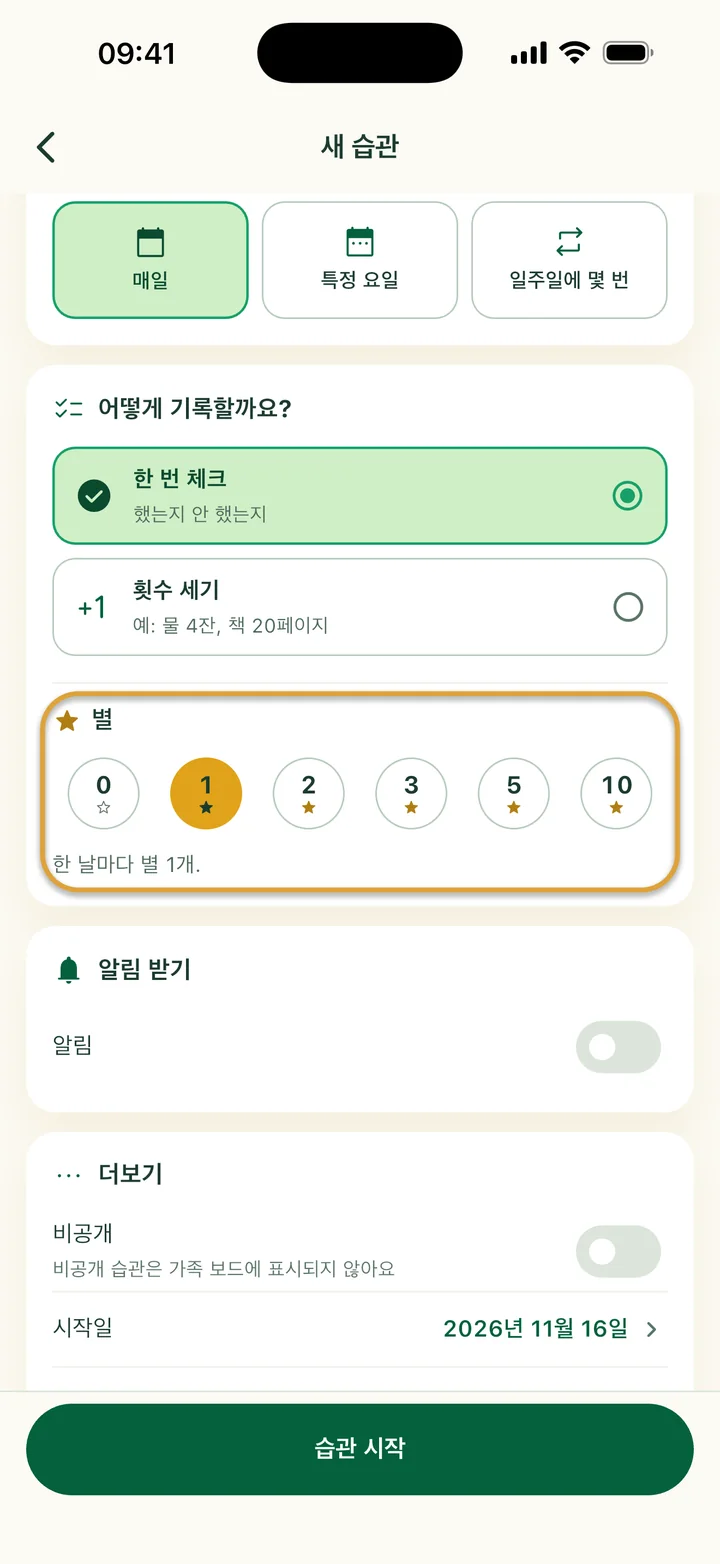 09:41
새 습관
매일
특정 요일
일주일에 몇 번
어떻게 기록할까요?
한 번 체크
했는지 안 했는지
+1
횟수 세기
예: 물 4잔, 책 20페이지
별
0
1
2
3
5
10
한 날마다 별 1개.
알림 받기
알림
더보기
비공개
비공개 습관은 가족 보드에 표시되지 않아요
시작일
2026년 11월 16일
습관 시작